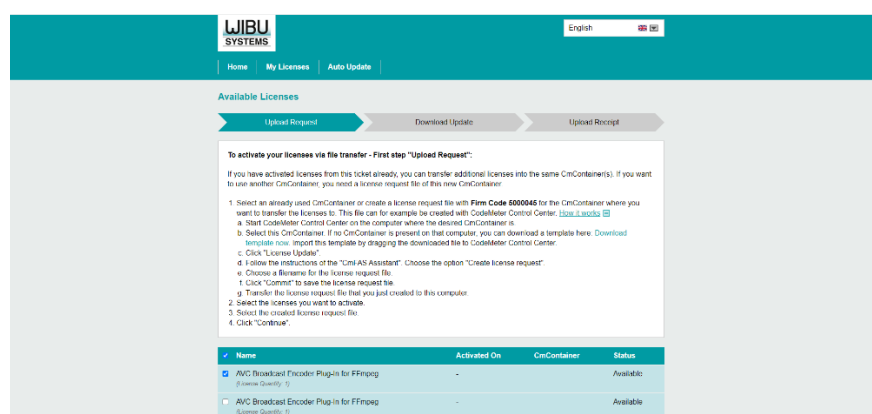 WIBU
SYSTEMS
English
Home My Licenses Auto Update
Available Licenses
Upload Request Download Update Upload Receipt
To activate your licenses via file transfer - First step "Upload Request":
If you have activated licenses from this ticket already, you can transfer additional licenses into the same CmContainer(s). If you want
to use another CmContainer, you need a license request file of this new CmContainer
1. Select an already used CmContainer or create a license request file with Firm Code 5000045 for the CmContainer where you
want to transfer the licenses to. This file can for example be created with CodeMeter Control Center. How it works
a. Start CodeMeter Control Center on the computer where the desired CmContainer is.
b. Select this CmContainer. If no CmContainer is present on that computer, you can download a template here: Download
template now. Import this template by dragging the downloaded file to CodeMeter Control Center.
c. Click "License Update".
d. Follow the instructions of the "CmFAS Assistant". Choose the option "Create license request".
e. Choose a filename for the license request file.
f. Click "Commit" to save the license request file.
g. Transfer the license request file that you just created to this computer.
2. Select the licenses you want to activate.
3. Select the created license request file.
4. Click "Continue".
Name Activated On CmContainer Status
AVC Broadcast Encoder Plug-In for FFmpeg - Available
(License Quantity: 1)
AVC Broadcast Encoder Plug-In for FFmpeg - Available
(License Quantity: 1)